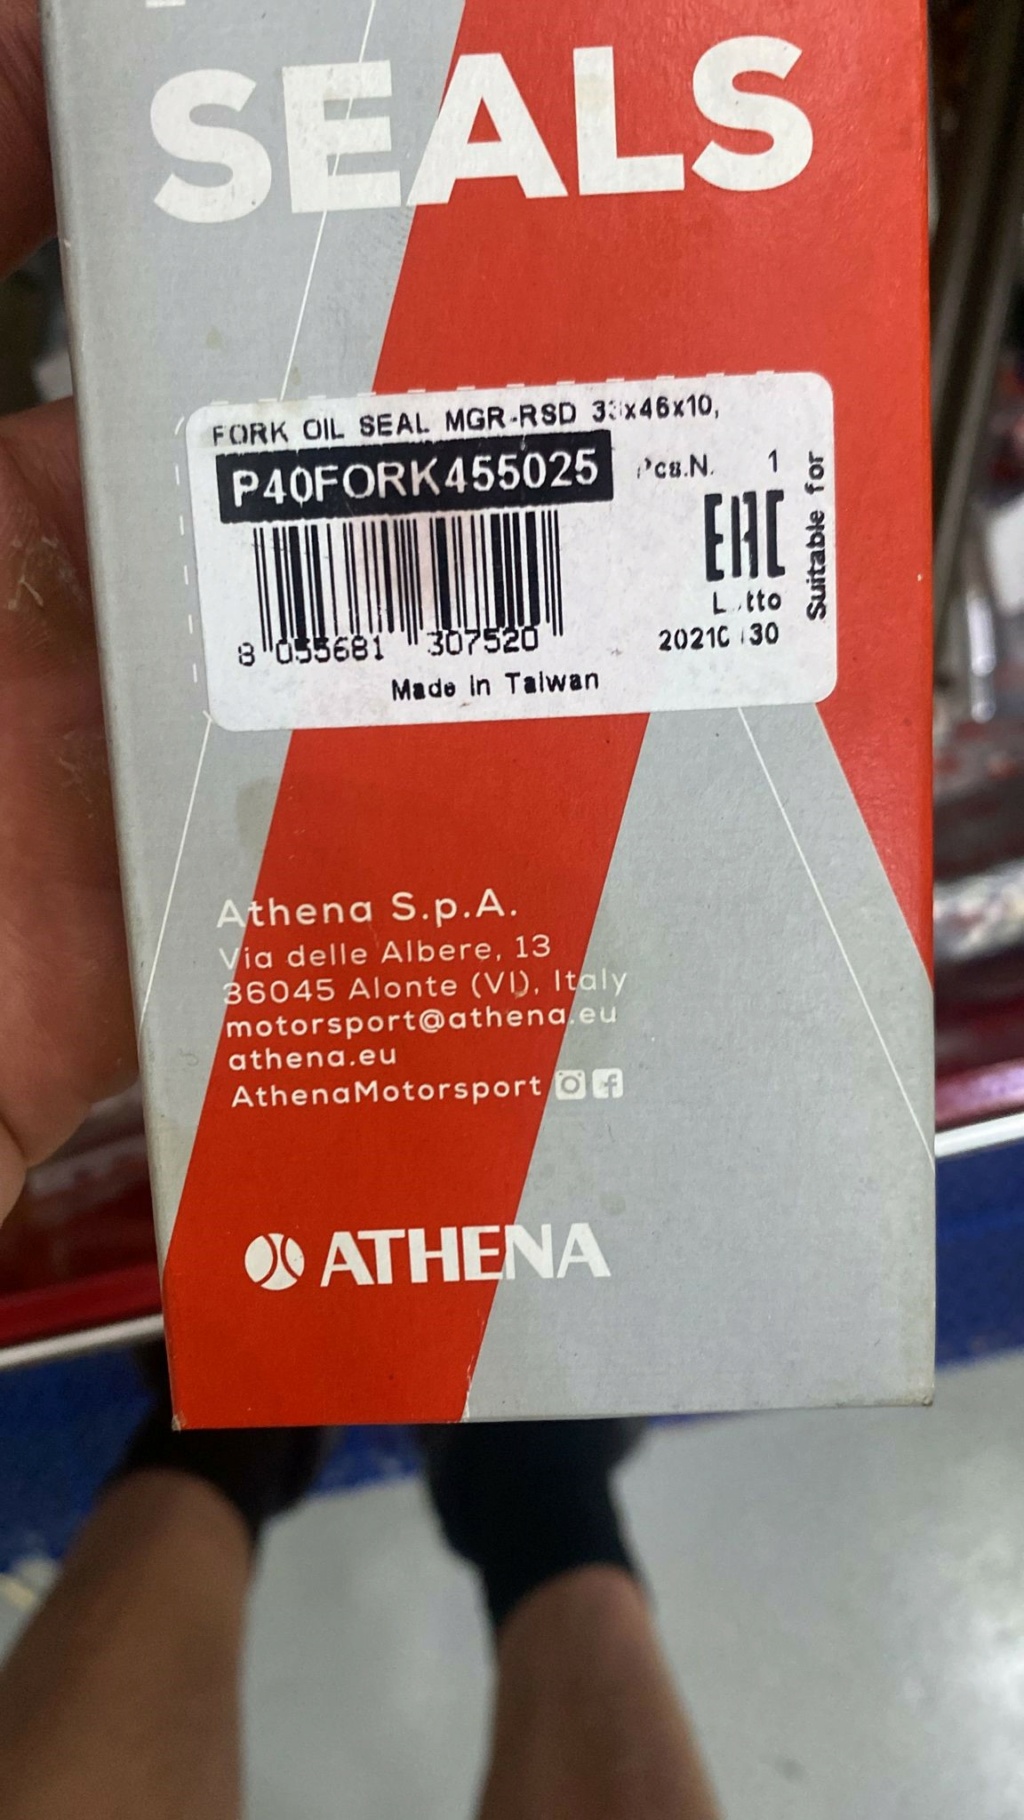 SEALS
FORK OIL SEAL MGR-RSD
P40FORK455025
Pcs.N. 1
EAC
Suitable for
8 055681 307520
Made in Taiwan
Athena S.p.A.
Via delle Albere, 13
36045 Alonte (VI), Italy
motorsport@athena.eu
athena.eu
AthenaMotorsport
ATHENA